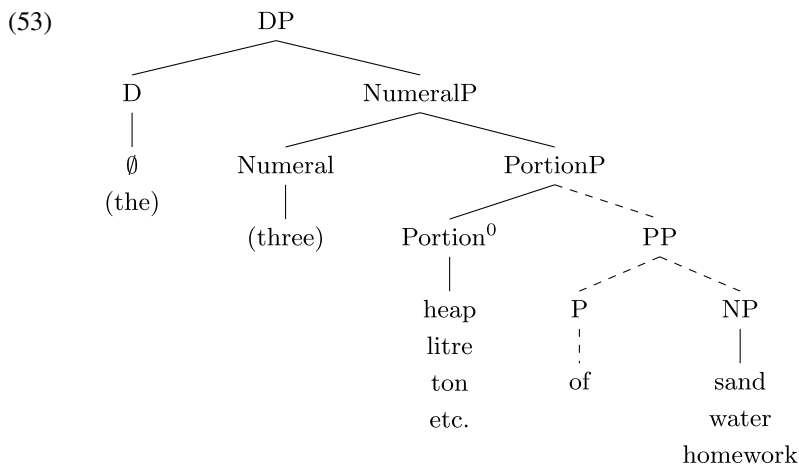 (53) DP
D NumeralP
∅ Numeral PortionP
(the)
(three) Portion⁰ PP
heap P NP
litre
ton of sand
etc. water
homework